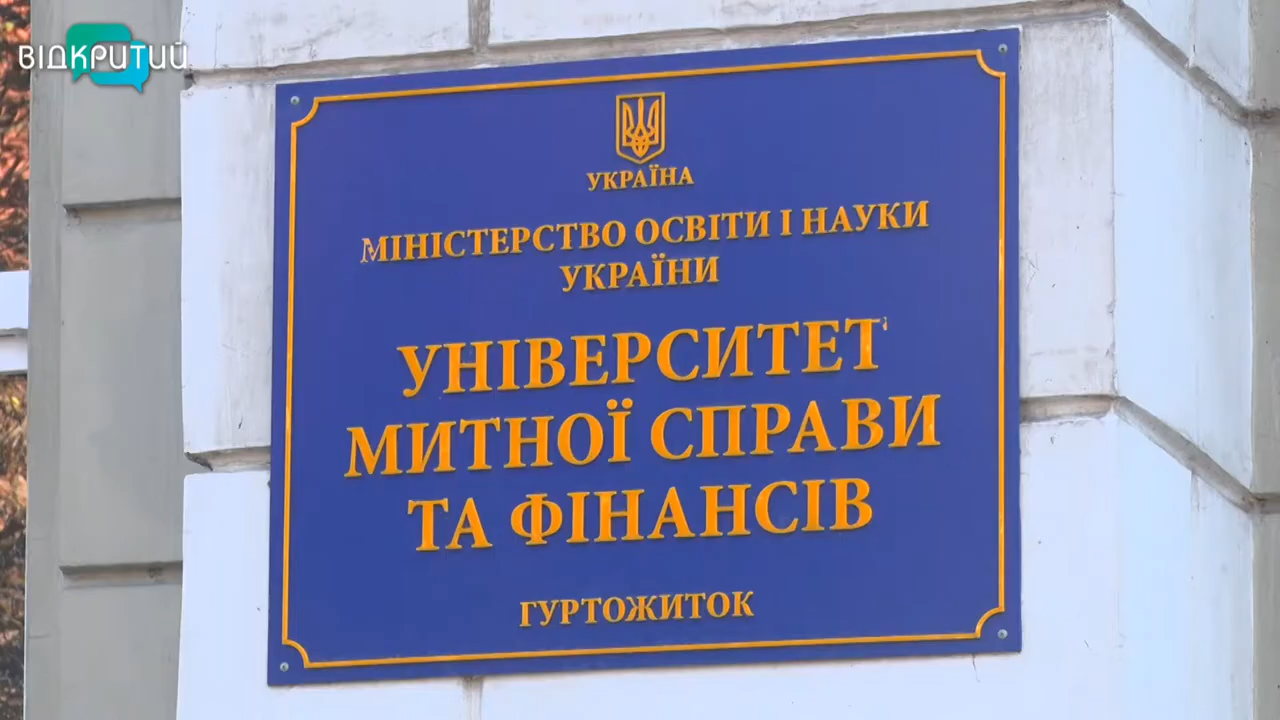 ВІДКРИТИЙ
УКРАЇНА
МІНІСТЕРСТВО ОСВІТИ І НАУКИ
УКРАЇНИ
УНІВЕРСИТЕТ
МИТНОЇ СПРАВИ
ТА ФІНАНСІВ
ГУРТОЖИТОК